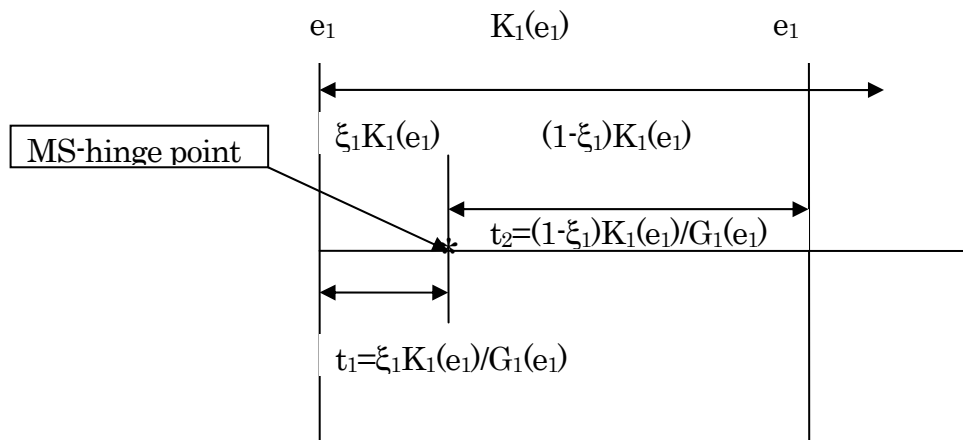 e₁ K₁(e₁) e₁
ξ₁K₁(e₁) (1-ξ₁)K₁(e₁)
MS-hinge point
t₂=(1-ξ₁)K₁(e₁)/G₁(e₁)
t₁=ξ₁K₁(e₁)/G₁(e₁)